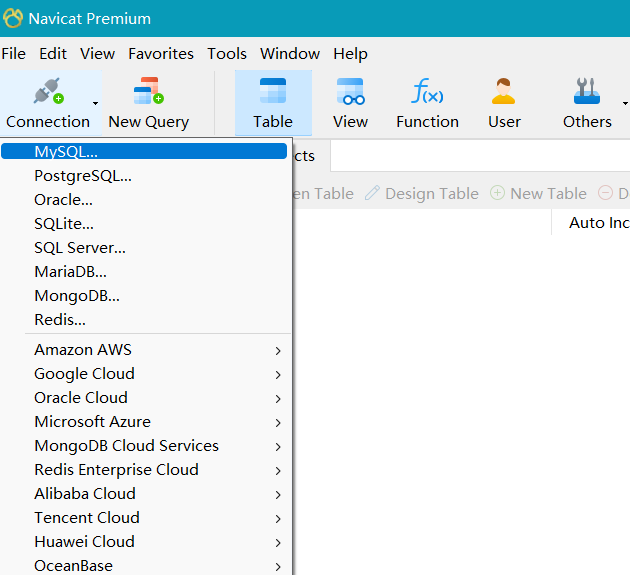 Navicat Premium
File Edit View Favorites Tools Window Help
Connection New Query Table View Function User Others
MySQL... cts
PostgreSQL...
en Table Design Table New Table D
Oracle...
SQLite... Auto Inc
SQL Server...
MariaDB...
MongoDB...
Redis...
Amazon AWS
Google Cloud
Oracle Cloud
Microsoft Azure
MongoDB Cloud Services
Redis Enterprise Cloud
Alibaba Cloud
Tencent Cloud
Huawei Cloud
OceanBase